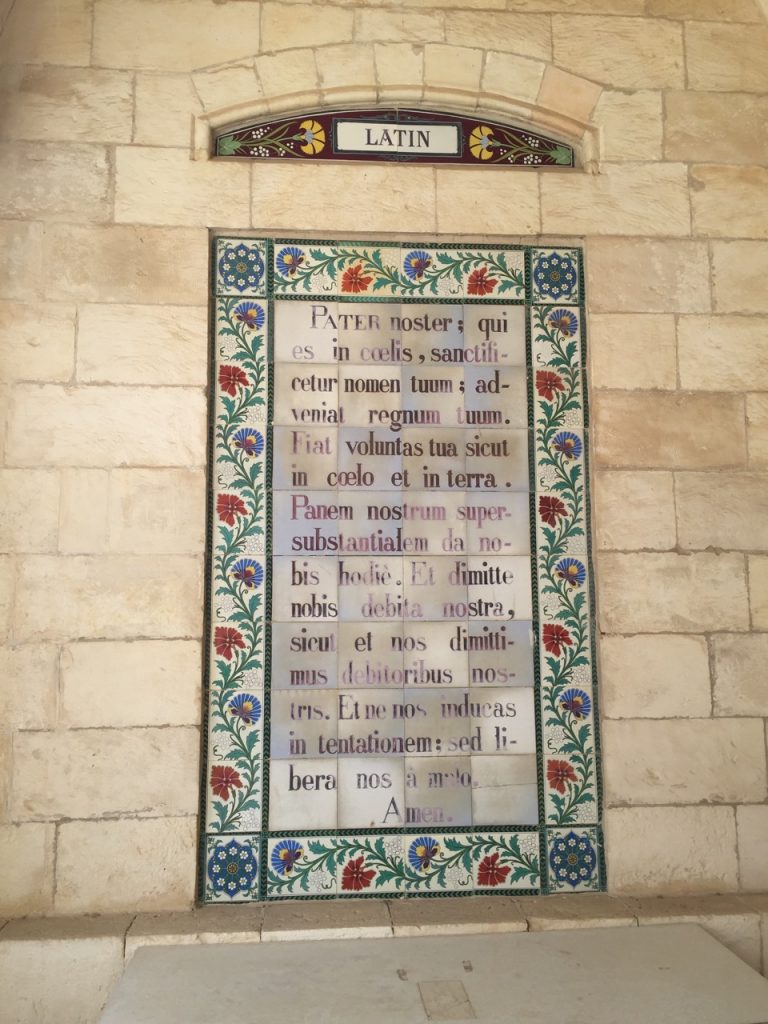 LATIN
PATER noster ; qui
es in cœlis , sanctifi-
cetur nomen tuum ; ad-
veniat regnum tuum.
Fiat voluntas tua sicut
in cœlo et in terra .
Panem nostrum super-
substantialem da no-
bis hodiè. Et dimitte
nobis debita nostra,
sicut et nos dimitti-
mus debitoribus nos-
tris. Et ne nos inducas
in tentationem ; sed li-
bera nos à malo.
Amen.